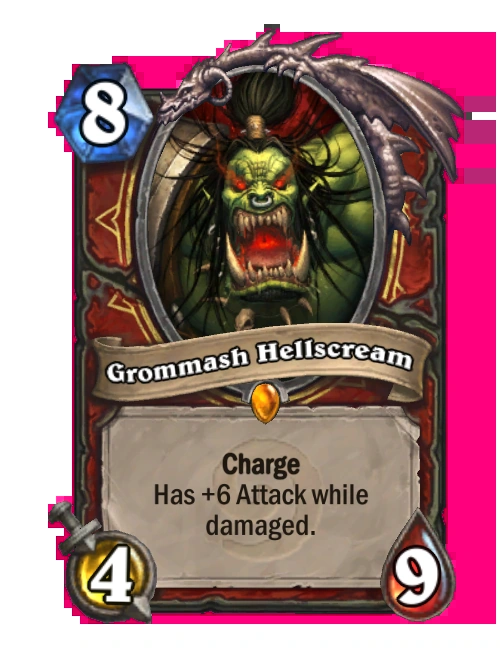 8
Grommash Hellscream
Charge
Has +6 Attack while
damaged.
4
9